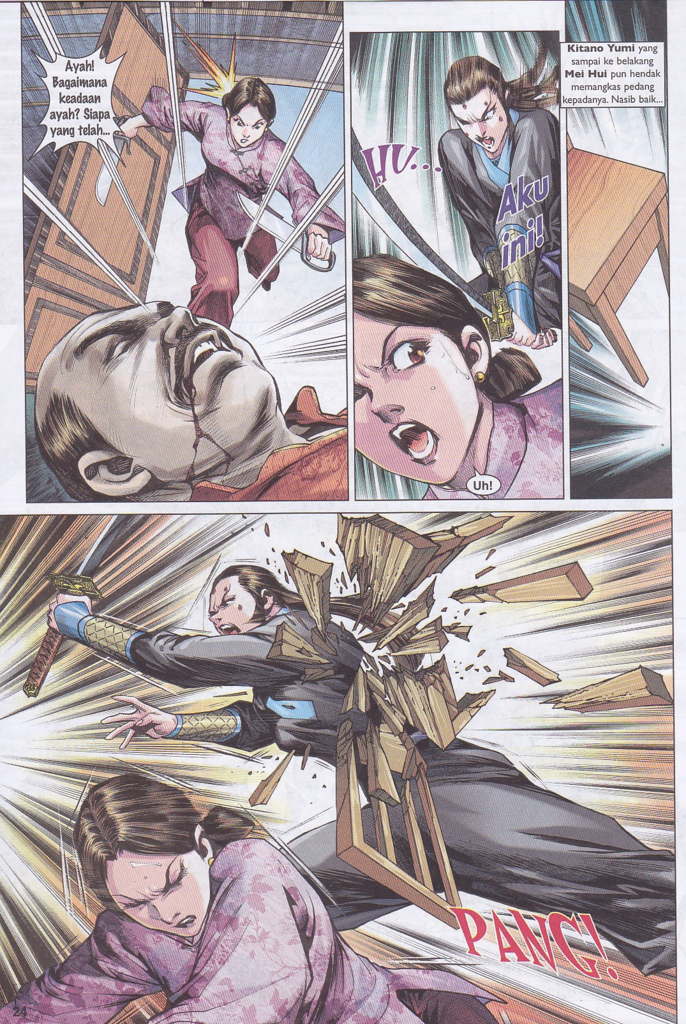 Ayah!
Bagaimana
keadaan
ayah? Siapa
yang telah...
HU...
Aku
ini!
Uh!
Kitano Yumi yang
sampai ke belakang
Mei Hui pun hendak
memangkas pedang
kepadanya. Nasib baik...
PANG!
24